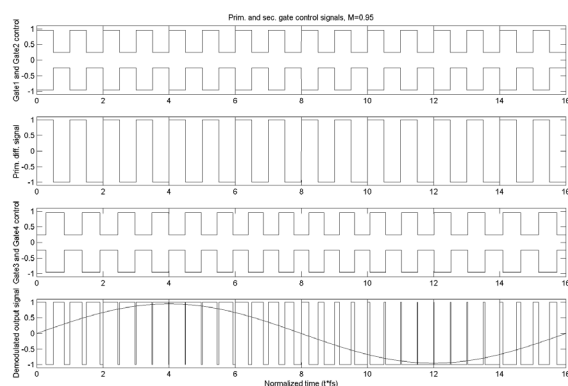 Prim. and sec. gate control signals, M=0.95
Gate1 and Gate2 control
1
0.5
0
-0.5
-1
0 2 4 6 8 10 12 14 16
Prim. diff. signal
1
0.5
0
-0.5
-1
0 2 4 6 8 10 12 14 16
Gate3 and Gate4 control
1
0.5
0
-0.5
-1
0 2 4 6 8 10 12 14 16
Demodulated output signal
1
0.5
0
-0.5
-1
0 2 4 6 8 10 12 14 16
Normalized time (t*fs)